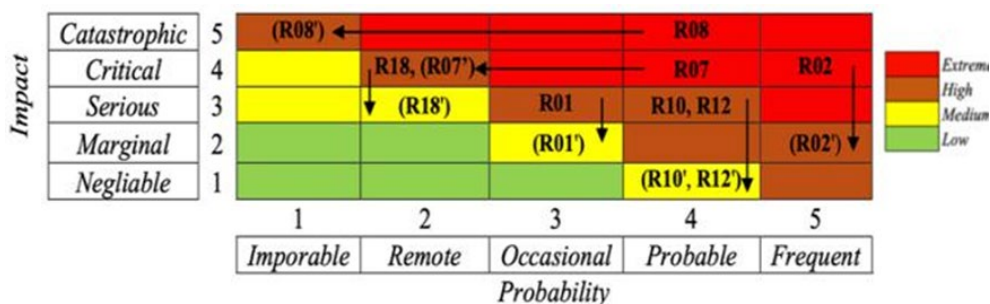 Impact
Catastrophic 5 (R08') R08
Critical 4 R18, (R07’) R07 R02
Serious 3 (R18') R01 R10, R12
Marginal 2 (R01') (R02')
Negliable 1 (R10', R12')
1 2 3 4 5
Imporable Remote Occasional Probable Frequent
Probability
Extreme
High
Medium
Low